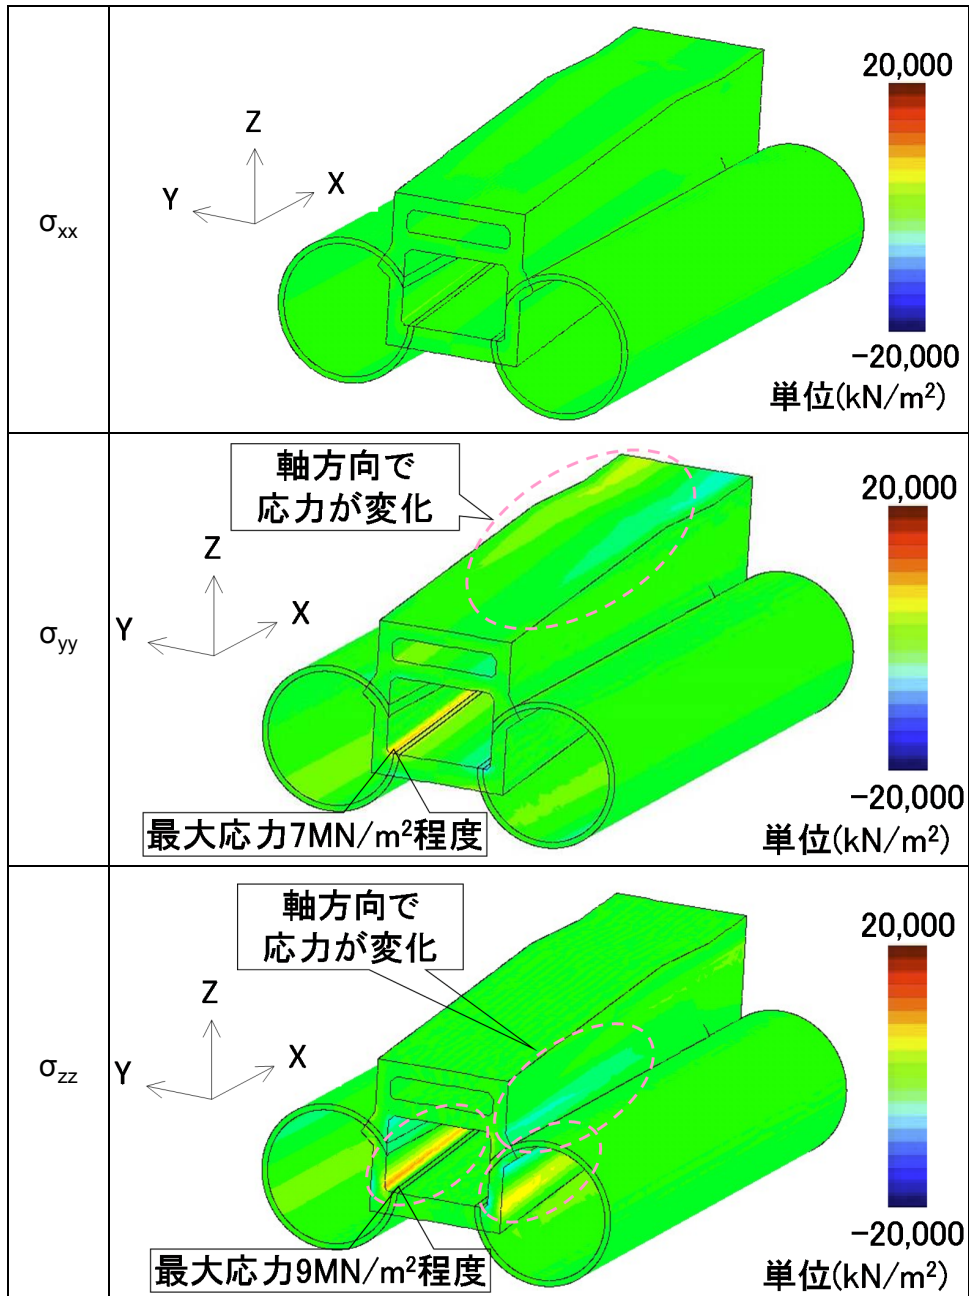 σxx
Z
Y
X
20,000
−20,000
単位(kN/m²)
σyy
軸方向で
応力が変化
Z
Y
X
20,000
−20,000
単位(kN/m²)
最大応力7MN/m²程度
σzz
軸方向で
応力が変化
Z
Y
X
20,000
−20,000
単位(kN/m²)
最大応力9MN/m²程度